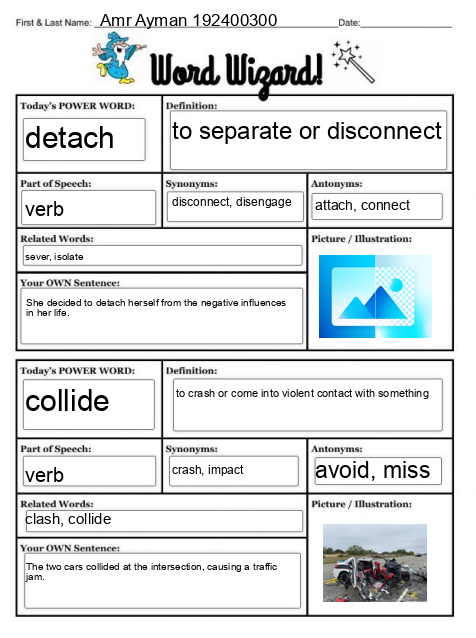 First & Last Name: Amr Ayman 192400300 Date:
Word Wizard!
Today's POWER WORD:
detach
Definition:
to separate or disconnect
Part of Speech:
verb
Synonyms:
disconnect, disengage
Antonyms:
attach, connect
Related Words:
sever, isolate
Picture / Illustration:
Your OWN Sentence:
She decided to detach herself from the negative influences
in her life.
Today's POWER WORD:
collide
Definition:
to crash or come into violent contact with something
Part of Speech:
verb
Synonyms:
crash, impact
Antonyms:
avoid, miss
Related Words:
clash, collide
Picture / Illustration:
Your OWN Sentence:
The two cars collided at the intersection, causing a traffic
jam.